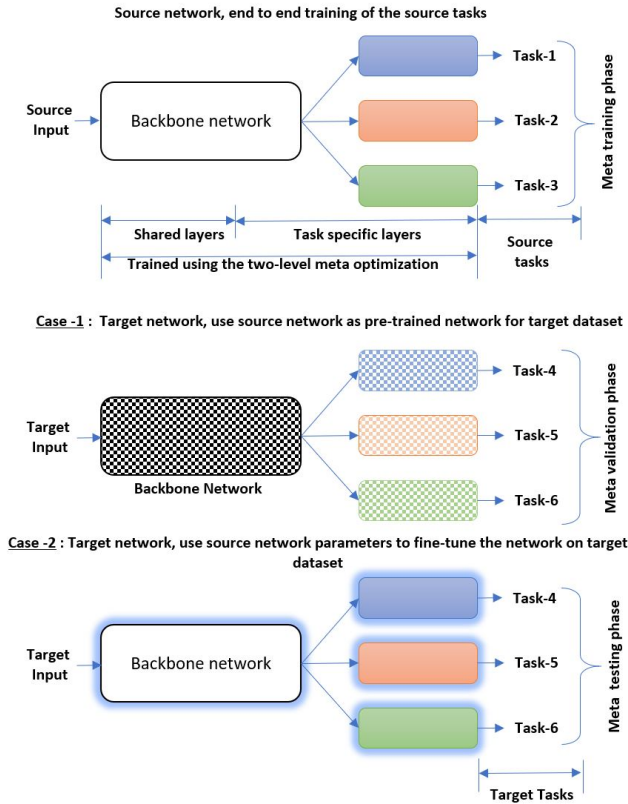 Source network, end to end training of the source tasks
Task-1
Source
Input
Backbone network
Task-2
Task-3
Meta training phase
Shared layers
Task specific layers
Source
tasks
Trained using the two-level meta optimization
Case -1 : Target network, use source network as pre-trained network for target dataset
Task-4
Target
Input
Task-5
Backbone Network
Task-6
Meta validation phase
Case -2 : Target network, use source network parameters to fine-tune the network on target
dataset
Task-4
Target
Input
Backbone network
Task-5
Task-6
Meta testing phase
Target Tasks